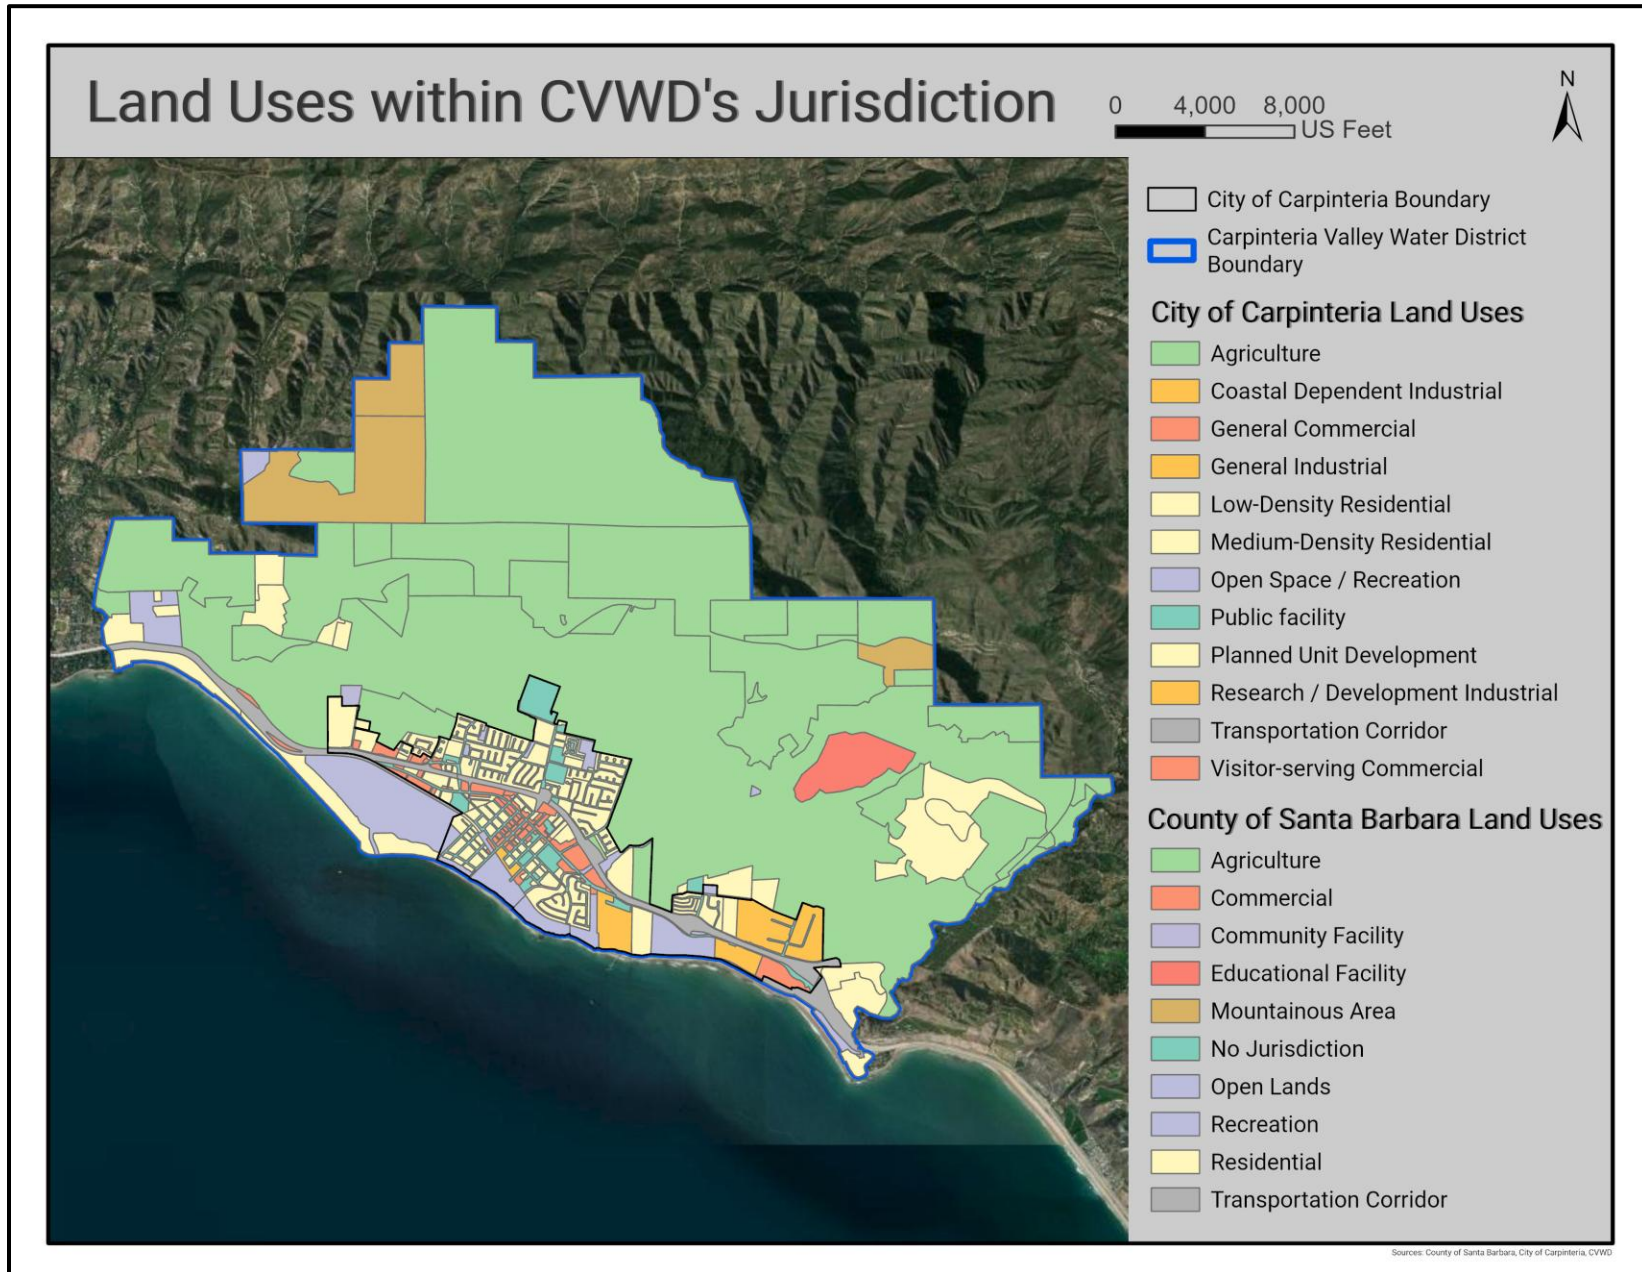 Land Uses within CVWD's Jurisdiction
0 4,000 8,000
US Feet
N
City of Carpinteria Boundary
Carpinteria Valley Water District
Boundary
City of Carpinteria Land Uses
Agriculture
Coastal Dependent Industrial
General Commercial
General Industrial
Low-Density Residential
Medium-Density Residential
Open Space / Recreation
Public facility
Planned Unit Development
Research / Development Industrial
Transportation Corridor
Visitor-serving Commercial
County of Santa Barbara Land Uses
Agriculture
Commercial
Community Facility
Educational Facility
Mountainous Area
No Jurisdiction
Open Lands
Recreation
Residential
Transportation Corridor
Sources: County of Santa Barbara, City of Carpinteria, CVWD